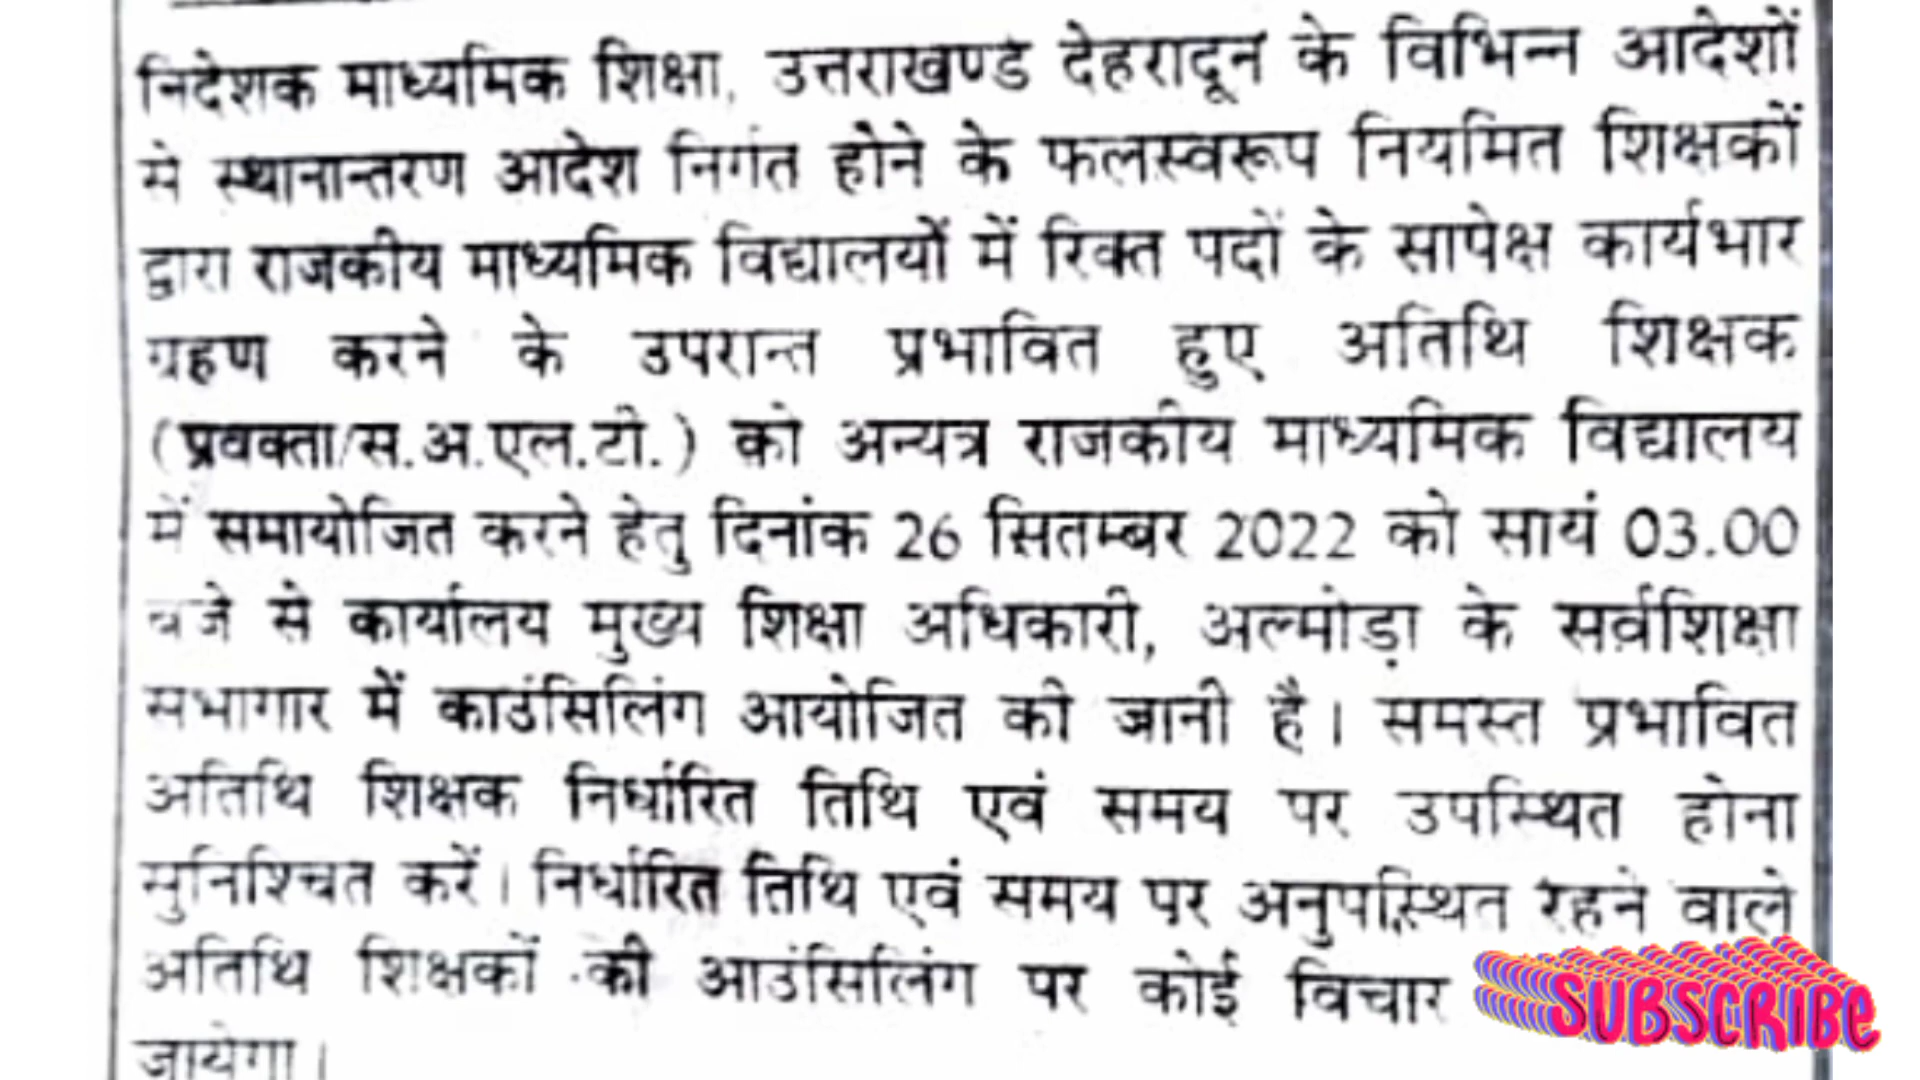 निदेशक माध्यमिक शिक्षा, उत्तराखण्ड देहरादून के विभिन्न आदेशों
मे स्थानान्तरण आदेश निर्गत होने के फलस्वरूप नियमित शिक्षकों
द्वारा राजकीय माध्यमिक विद्यालयों में रिक्त पदों के सापेक्ष कार्यभार
ग्रहण करने के उपरान्त प्रभावित हुए अतिथि शिक्षक
(प्रवक्ता/स.अ.एल.टी.) को अन्यत्र राजकीय माध्यमिक विद्यालय
में समायोजित करने हेतु दिनांक 26 सितम्बर 2022 को सायं 03.00
बजे से कार्यालय मुख्य शिक्षा अधिकारी, अल्मोड़ा के सर्वशिक्षा
सभागार में काउंसिलिंग आयोजित की जानी है। समस्त प्रभावित
अतिथि शिक्षक निर्धारित तिथि एवं समय पर उपस्थित होना
सुनिश्चित करें। निर्धारित तिथि एवं समय पर अनुपस्थित रहने वाले
अतिथि शिक्षकों की आउंसिलिंग पर कोई विचार
जायेगा।
SUBSCRIBE